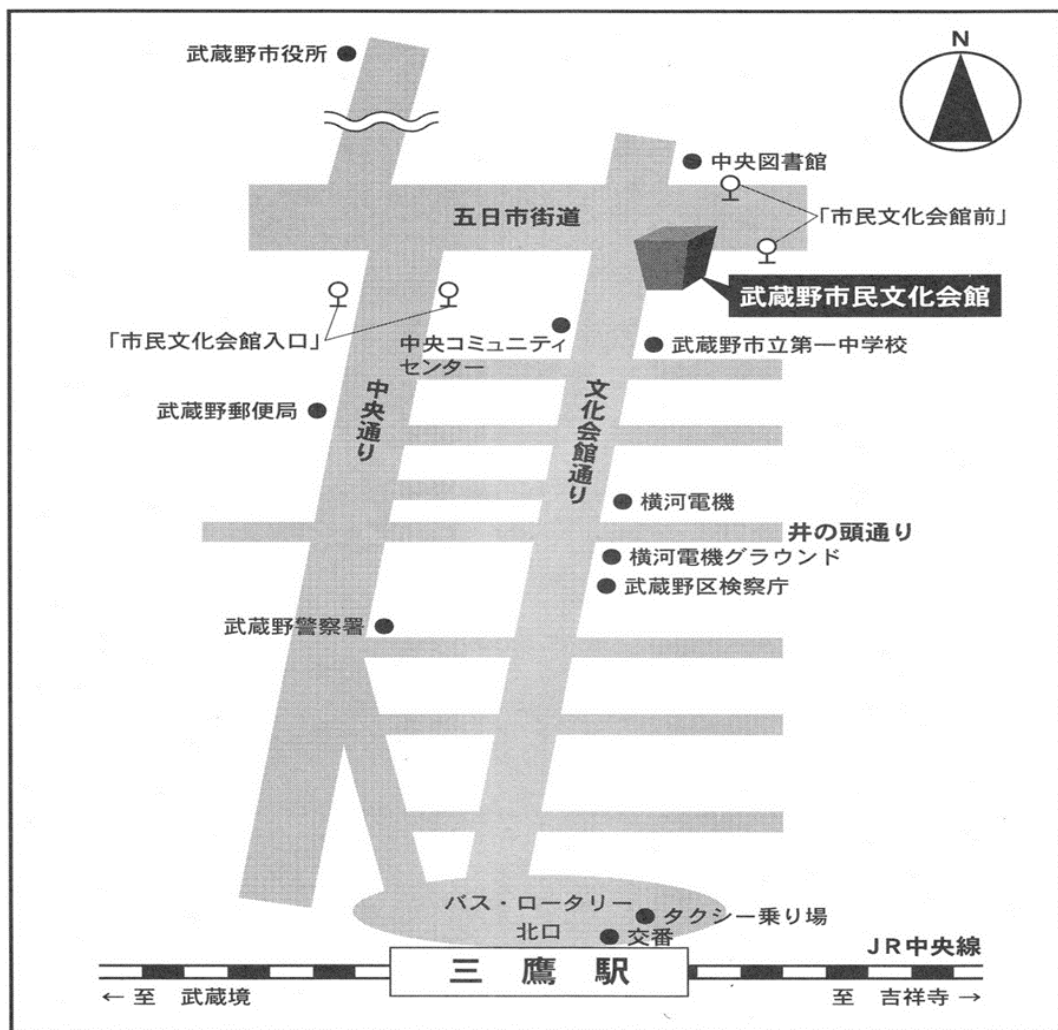 武蔵野市役所
N
中央図書館
五日市街道
「市民文化会館前」
武蔵野市民文化会館
「市民文化会館入口」
中央コミュニティ
センター
武蔵野市立第一中学校
武蔵野郵便局
中央通り
文化会館通り
横河電機
井の頭通り
横河電機グラウンド
武蔵野区検察庁
武蔵野警察署
バス・ロータリー
タクシー乗り場
北口
交番
JR中央線
三鷹駅
← 至 武蔵境
至 吉祥寺 →